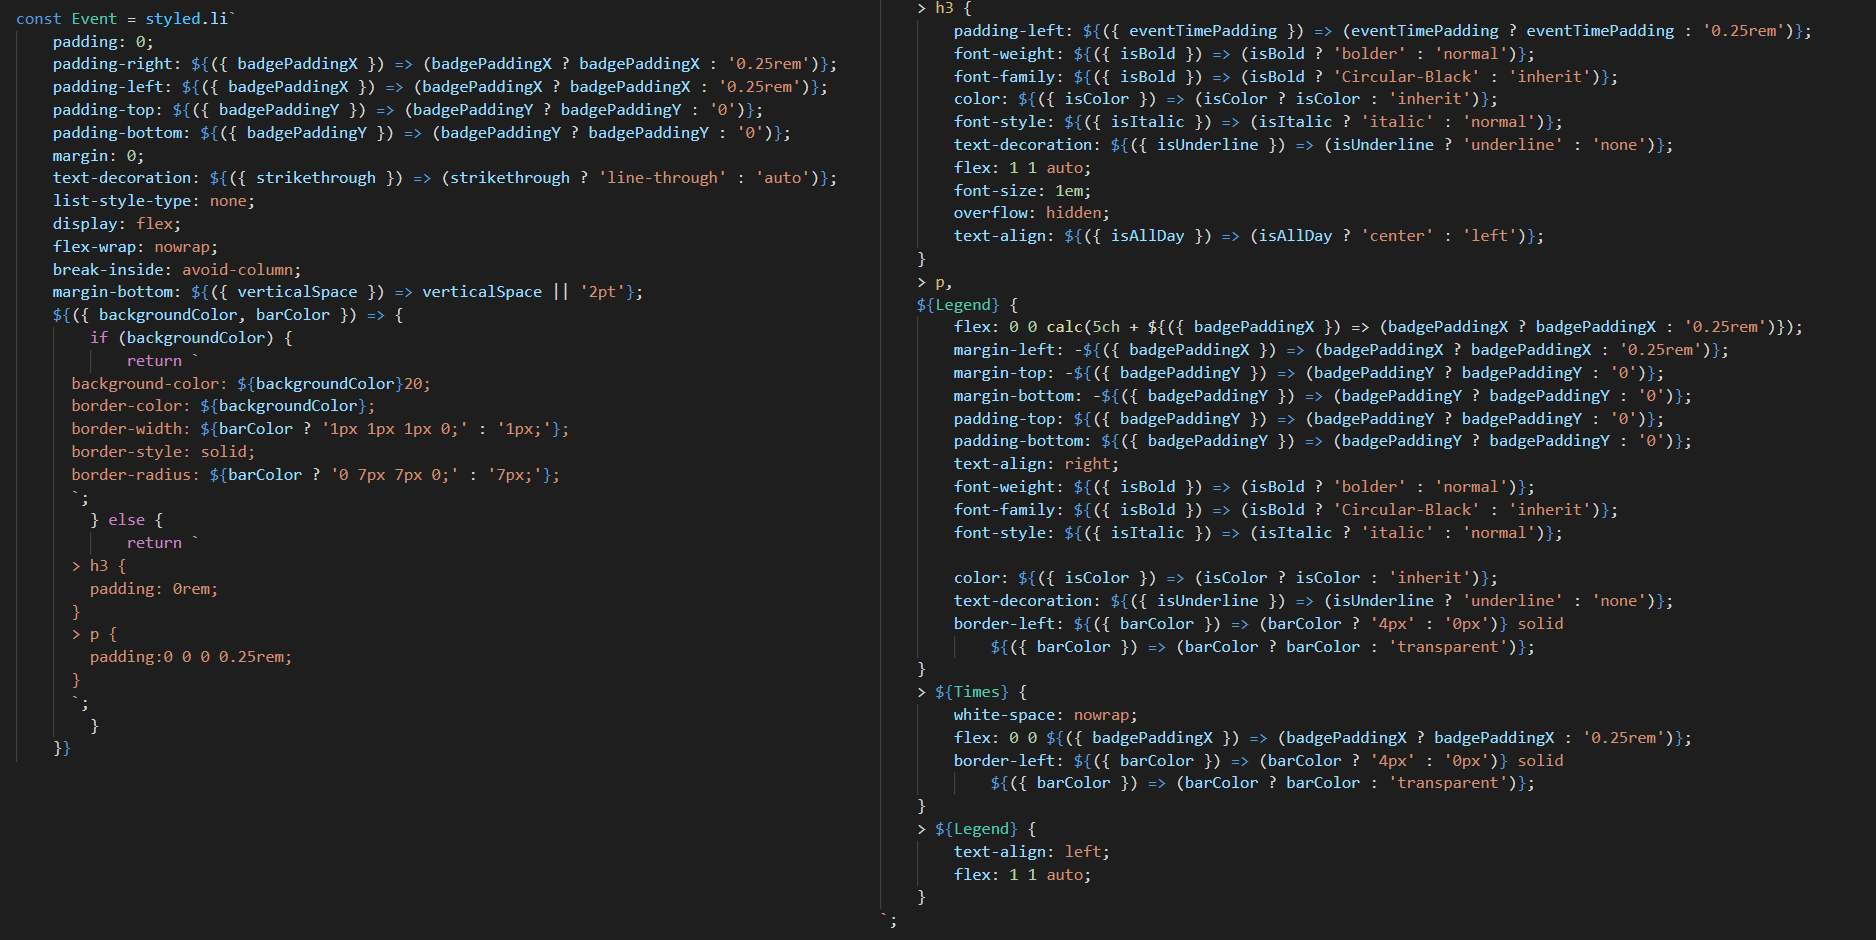 const Event = styled.li`
padding: 0;
padding-right: ${({ badgePaddingX }) => (badgePaddingX ? badgePaddingX : '0.25rem')};
padding-left: ${({ badgePaddingX }) => (badgePaddingX ? badgePaddingX : '0.25rem')};
padding-top: ${({ badgePaddingY }) => (badgePaddingY ? badgePaddingY : '0')};
padding-bottom: ${({ badgePaddingY }) => (badgePaddingY ? badgePaddingY : '0')};
margin: 0;
text-decoration: ${({ strikethrough }) => (strikethrough ? 'line-through' : 'auto')};
list-style-type: none;
display: flex;
flex-wrap: nowrap;
break-inside: avoid-column;
margin-bottom: ${({ verticalSpace }) => verticalSpace || '2pt'};
${({ backgroundColor, barColor }) => {
if (backgroundColor) {
return `
background-color: ${backgroundColor}20;
border-color: ${backgroundColor};
border-width: ${barColor ? '1px 1px 1px 0;' : '1px;'};
border-style: solid;
border-radius: ${barColor ? '0 7px 7px 0;' : '7px;'};
`;
} else {
return `
> h3 {
padding: 0rem;
}
> p {
padding:0 0 0 0.25rem;
}
`;
}
}}
> h3 {
padding-left: ${({ eventTimePadding }) => (eventTimePadding ? eventTimePadding : '0.25rem')};
font-weight: ${({ isBold }) => (isBold ? 'bolder' : 'normal')};
font-family: ${({ isBold }) => (isBold ? 'Circular-Black' : 'inherit')};
color: ${({ isColor }) => (isColor ? isColor : 'inherit')};
font-style: ${({ isItalic }) => (isItalic ? 'italic' : 'normal')};
text-decoration: ${({ isUnderline }) => (isUnderline ? 'underline' : 'none')};
flex: 1 1 auto;
font-size: 1em;
overflow: hidden;
text-align: ${({ isAllDay }) => (isAllDay ? 'center' : 'left')};
}
> p,
${Legend} {
flex: 0 0 calc(5ch + ${({ badgePaddingX }) => (badgePaddingX ? badgePaddingX : '0.25rem')});
margin-left: -${({ badgePaddingX }) => (badgePaddingX ? badgePaddingX : '0.25rem')};
margin-top: -${({ badgePaddingY }) => (badgePaddingY ? badgePaddingY : '0')};
margin-bottom: -${({ badgePaddingY }) => (badgePaddingY ? badgePaddingY : '0')};
padding-top: ${({ badgePaddingY }) => (badgePaddingY ? badgePaddingY : '0')};
padding-bottom: ${({ badgePaddingY }) => (badgePaddingY ? badgePaddingY : '0')};
text-align: right;
font-weight: ${({ isBold }) => (isBold ? 'bolder' : 'normal')};
font-family: ${({ isBold }) => (isBold ? 'Circular-Black' : 'inherit')};
font-style: ${({ isItalic }) => (isItalic ? 'italic' : 'normal')};
color: ${({ isColor }) => (isColor ? isColor : 'inherit')};
text-decoration: ${({ isUnderline }) => (isUnderline ? 'underline' : 'none')};
border-left: ${({ barColor }) => (barColor ? '4px' : '0px')} solid
${({ barColor }) => (barColor ? barColor : 'transparent')};
}
> ${Times} {
white-space: nowrap;
flex: 0 0 ${({ badgePaddingX }) => (badgePaddingX ? badgePaddingX : '0.25rem')};
border-left: ${({ barColor }) => (barColor ? '4px' : '0px')} solid
${({ barColor }) => (barColor ? barColor : 'transparent')};
}
> ${Legend} {
text-align: left;
flex: 1 1 auto;
}
`;